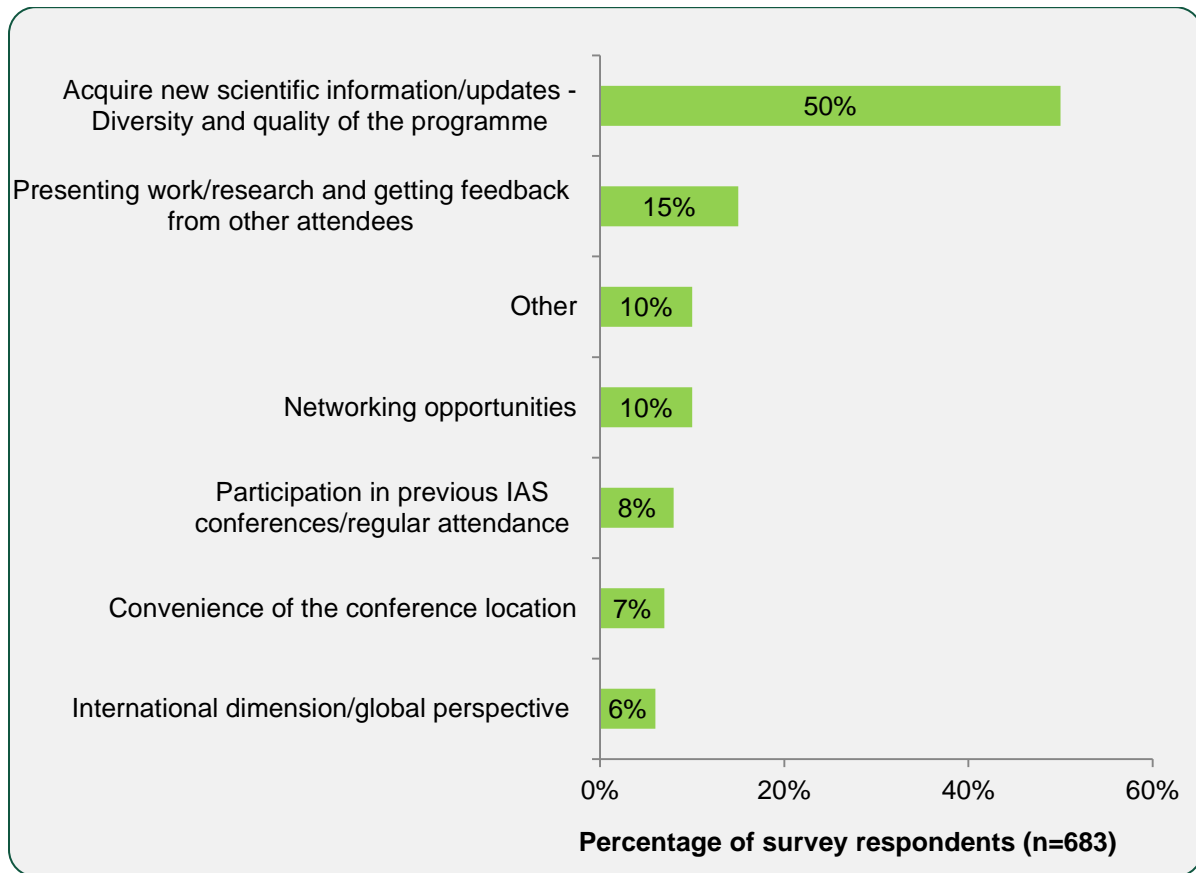 Acquire new scientific information/updates -
Diversity and quality of the programme
50%
Presenting work/research and getting feedback
from other attendees
15%
Other
10%
Networking opportunities
10%
Participation in previous IAS
conferences/regular attendance
8%
Convenience of the conference location
7%
International dimension/global perspective
6%
0% 20% 40% 60%
Percentage of survey respondents (n=683)